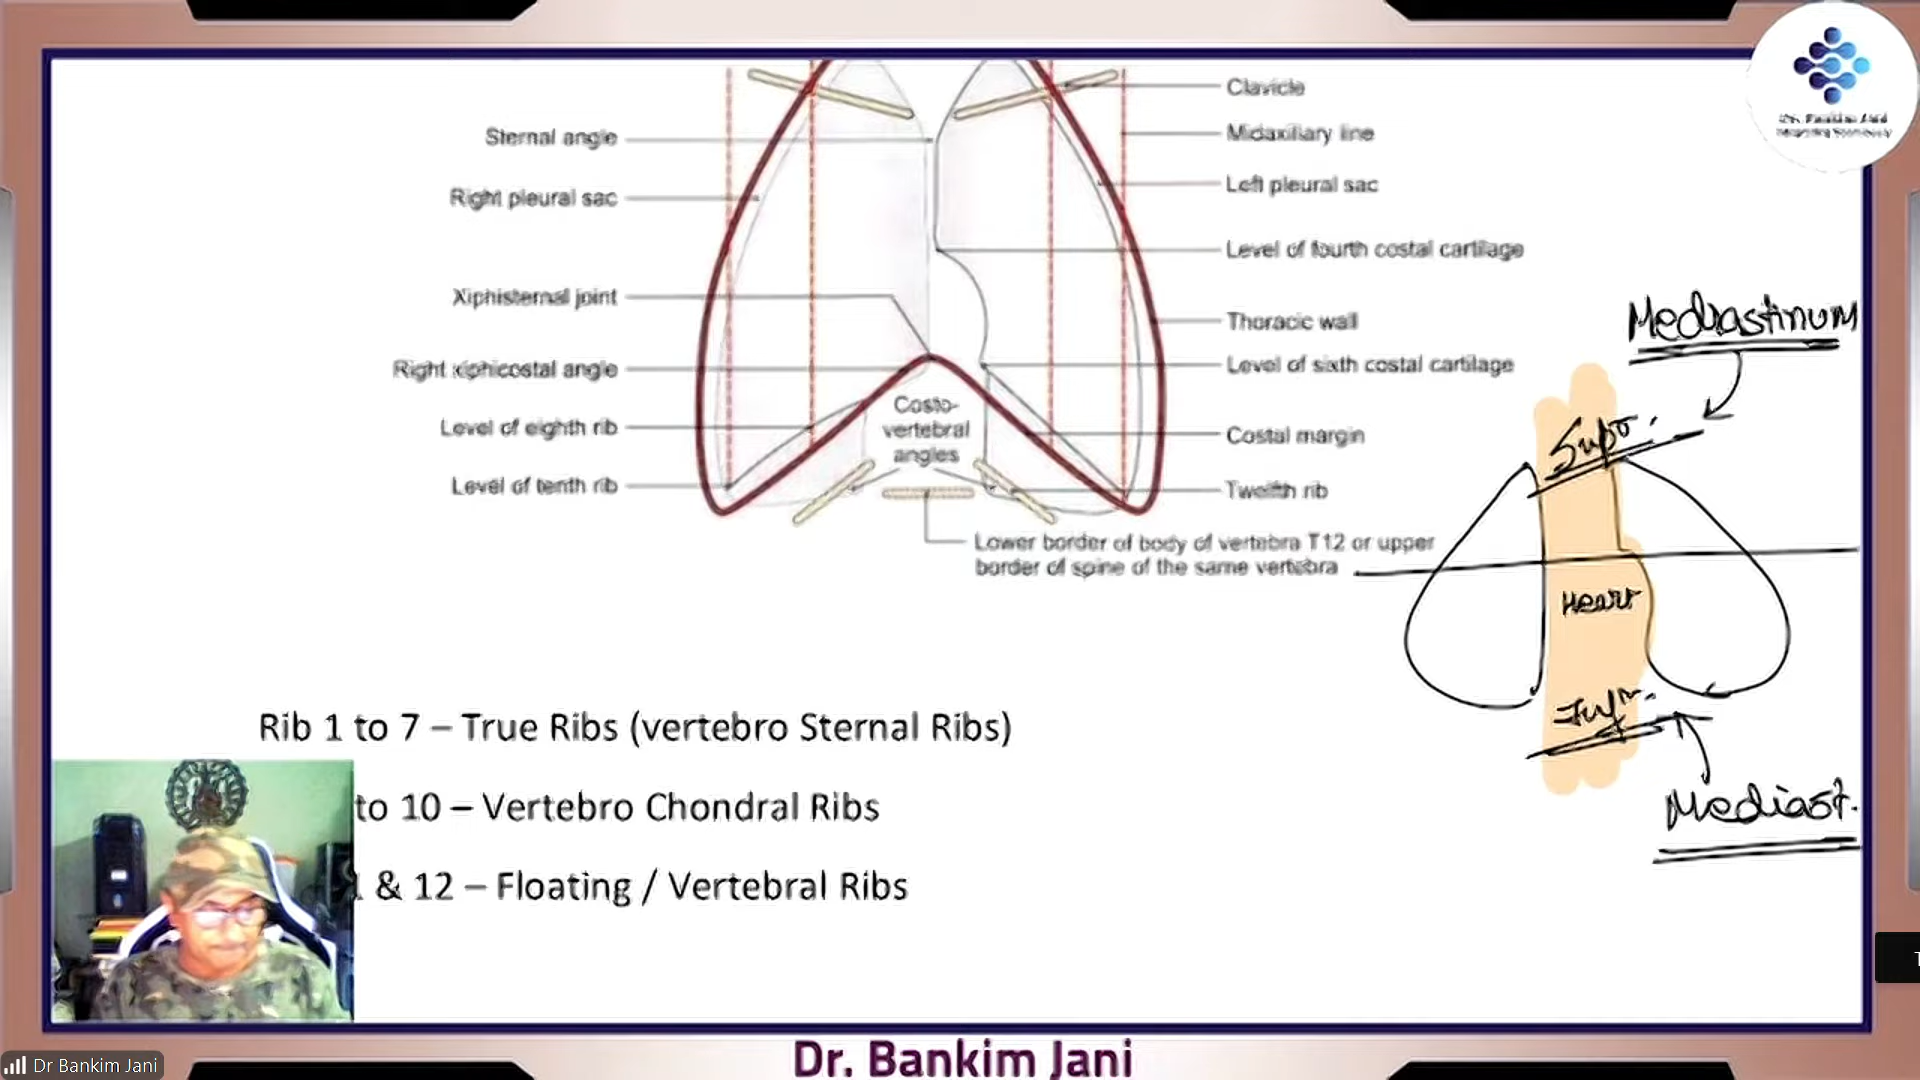 Sternal angle
Right pleural sac
Xiphisternal joint
Right xiphicostal angle
Level of eighth rib
Level of tenth rib
Clavicle
Midaxillary line
Left pleural sac
Level of fourth costal cartilage
Thoracic wall
Level of sixth costal cartilage
Costal margin
Twelfth rib
Costo-
vertebral
angles
Lower border of body of vertebra T12 or upper
border of spine of the same vertebra
Mediastinum
Supr.
Heart
Infr.
Mediast.
Rib 1 to 7 – True Ribs (vertebro Sternal Ribs)
to 10 – Vertebro Chondral Ribs
& 12 – Floating / Vertebral Ribs
Dr. Bankim Jani
Dr Bankim Jani
Dr. Bankim Jani